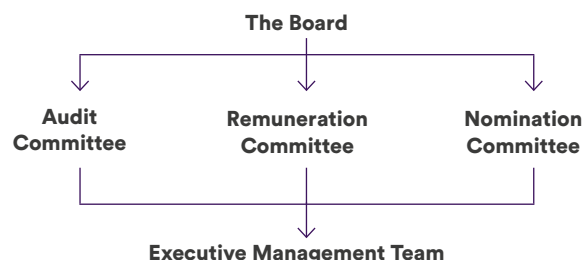 The Board
Audit
Committee
Remuneration
Committee
Nomination
Committee
Executive Management Team